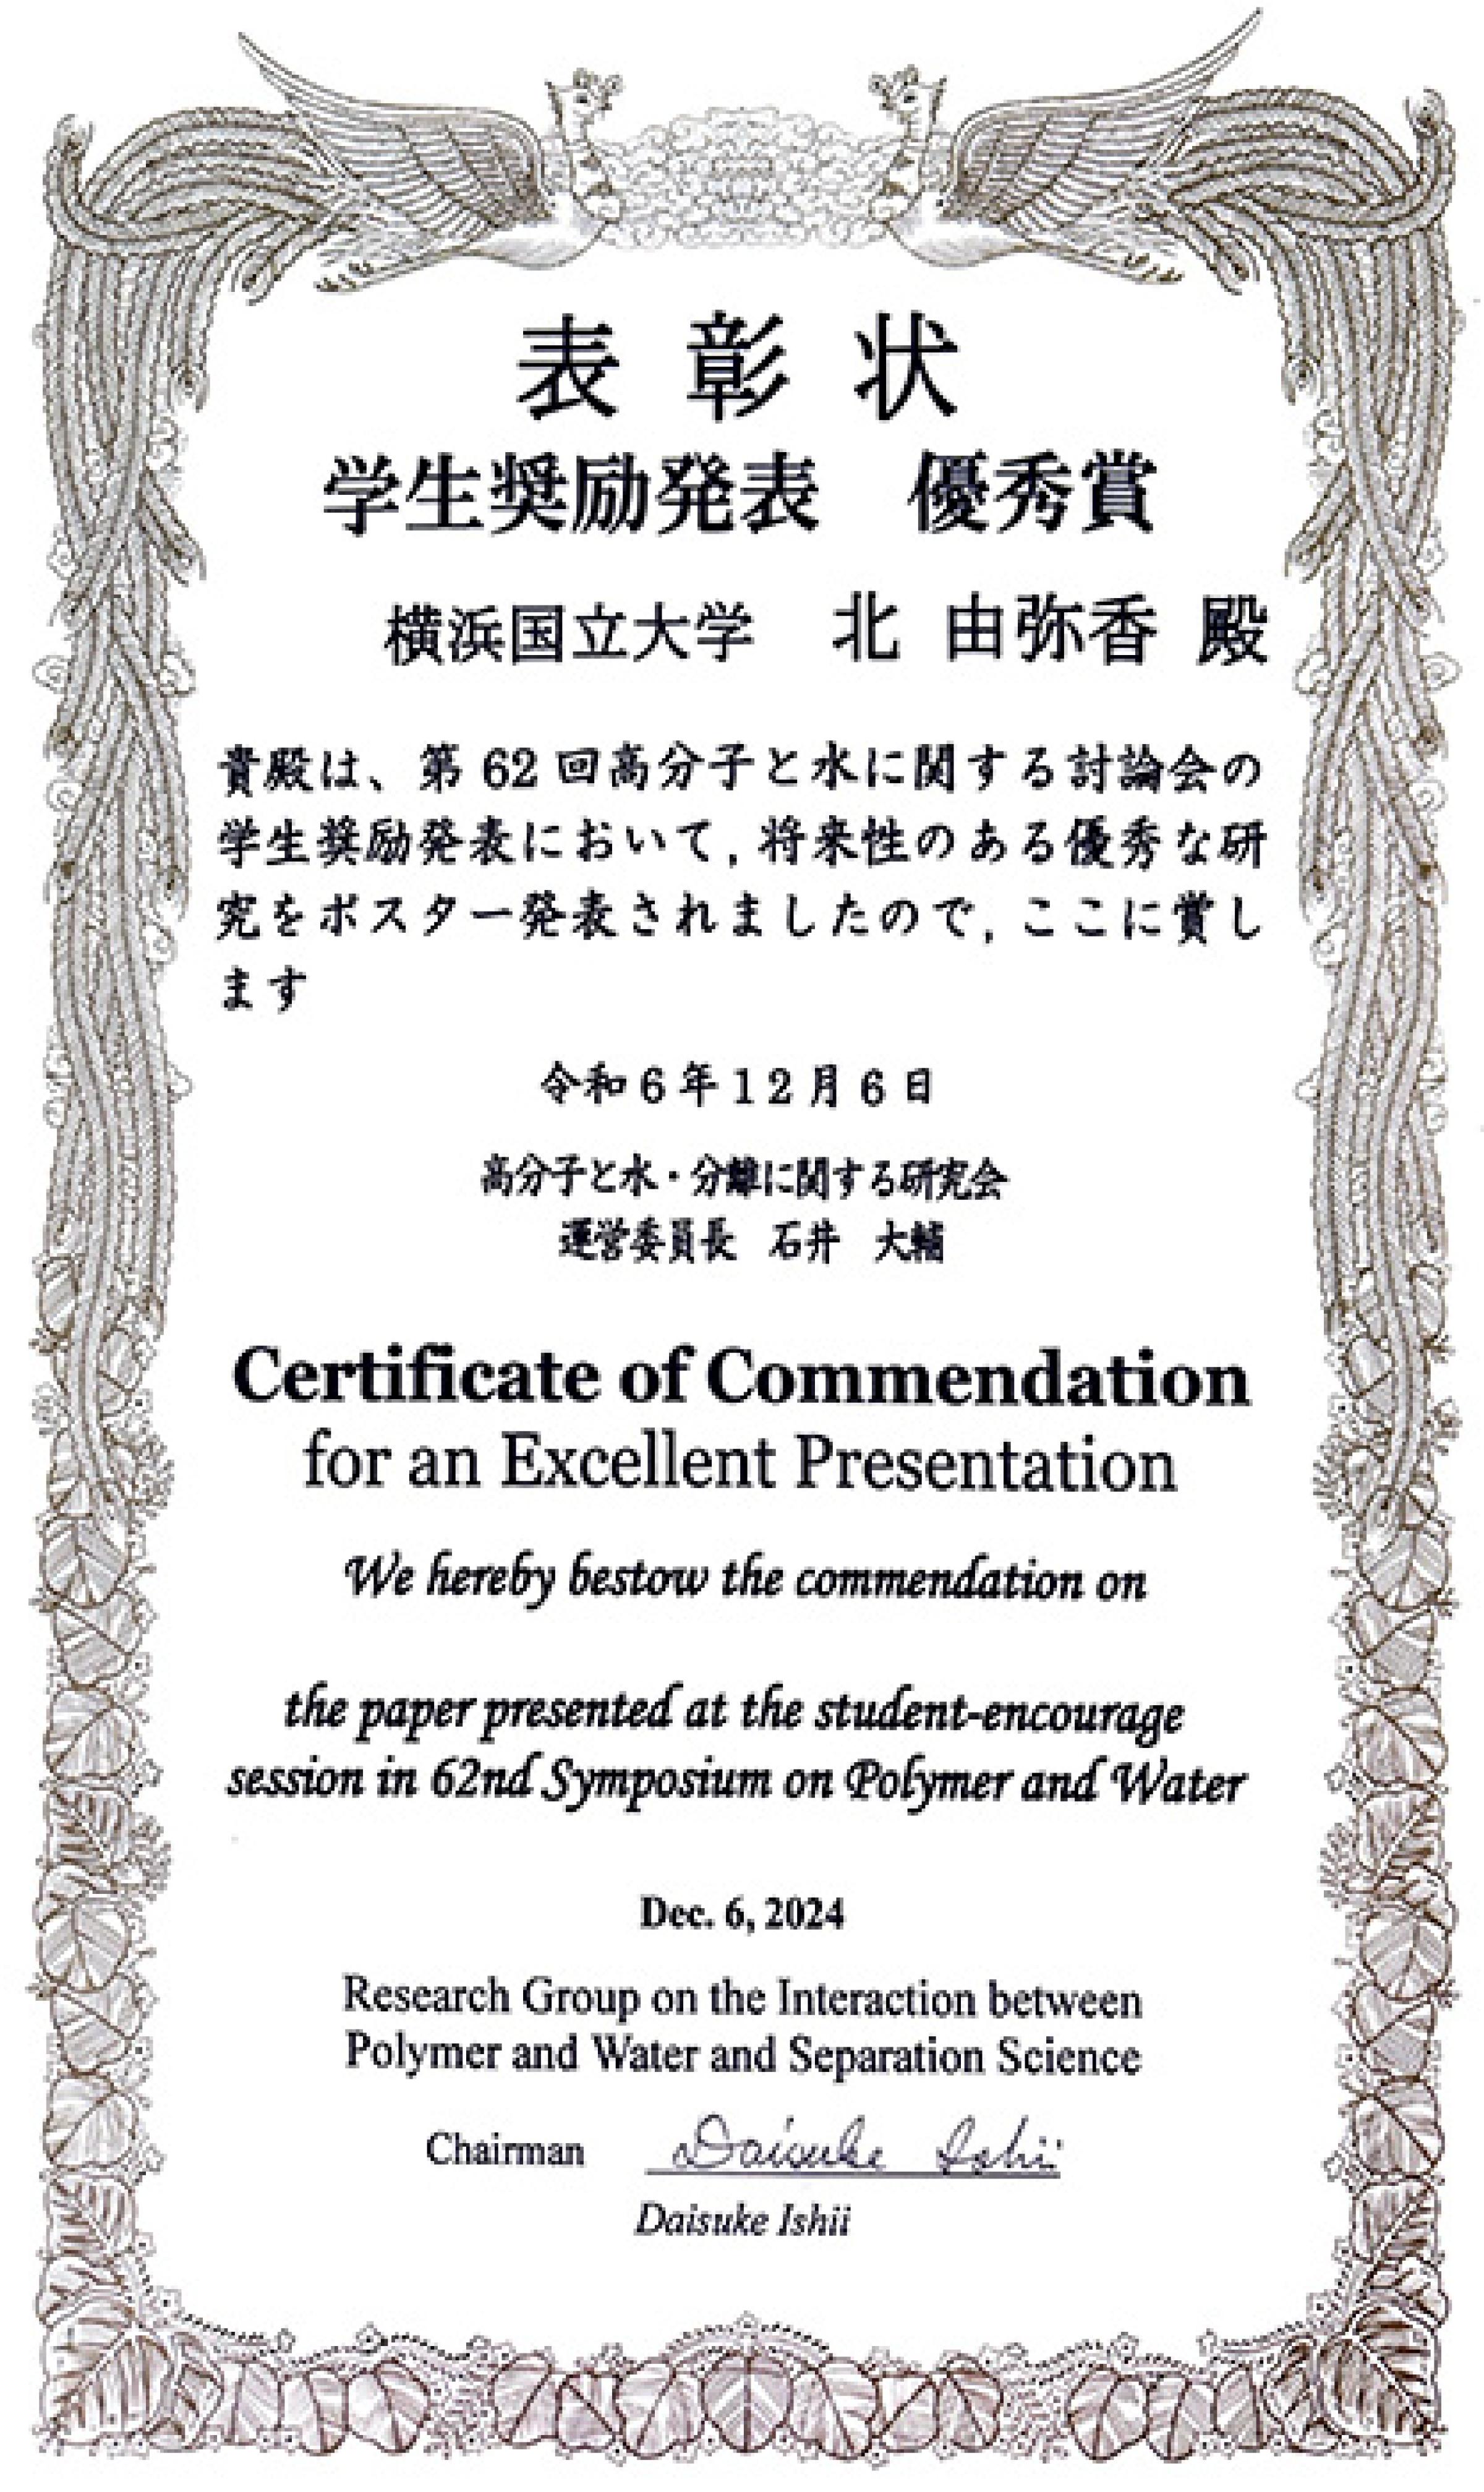 表彰状
学生奨励発表 優秀賞
横浜国立大学 北 由弥香 殿
貴殿は、第62回高分子と水に関する討論会の
学生奨励発表において, 将来性のある優秀な研
究をポスター発表されましたので, ここに賞し
ます
令和6年12月6日
高分子と水・分離に関する研究会
運営委員長 石井 大輔
Certificate of Commendation
for an Excellent Presentation
We hereby bestow the commendation on
the paper presented at the student-encourage
session in 62nd Symposium on Polymer and Water
Dec. 6, 2024
Research Group on the Interaction between
Polymer and Water and Separation Science
Chairman Daisuke Ishii
Daisuke Ishii